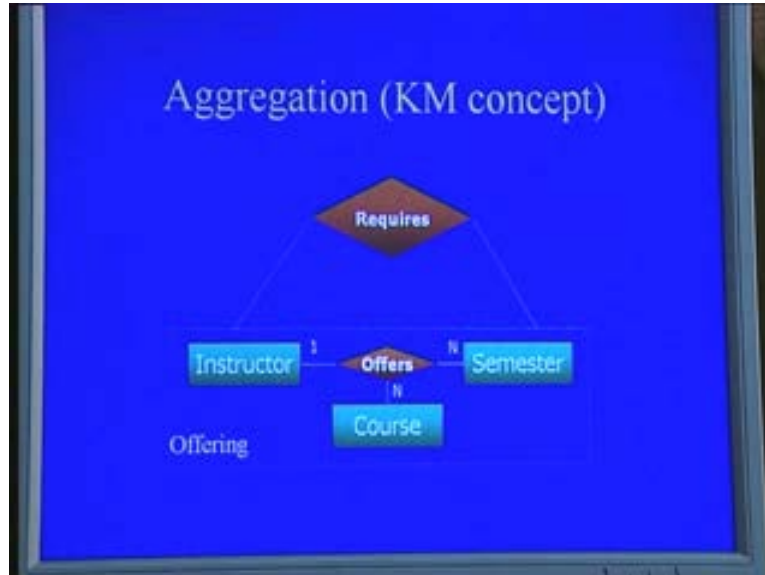 Aggregation (KM concept)
Requires
Instructor 1 Offers N Semester
N
Course
Offering